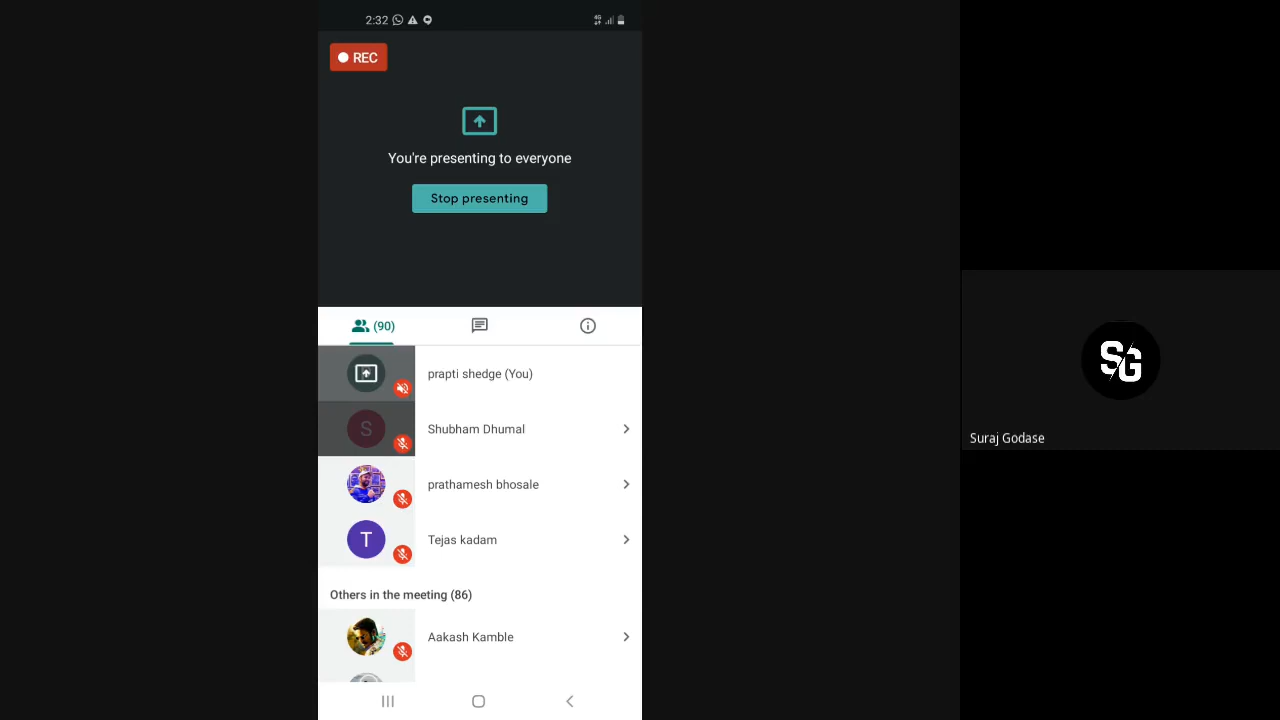 2:32
4G
REC
You're presenting to everyone
Stop presenting
(90)
prapti shedge (You)
S
Shubham Dhumal
prathamesh bhosale
T
Tejas kadam
Others in the meeting (86)
Aakash Kamble
SG
Suraj Godase